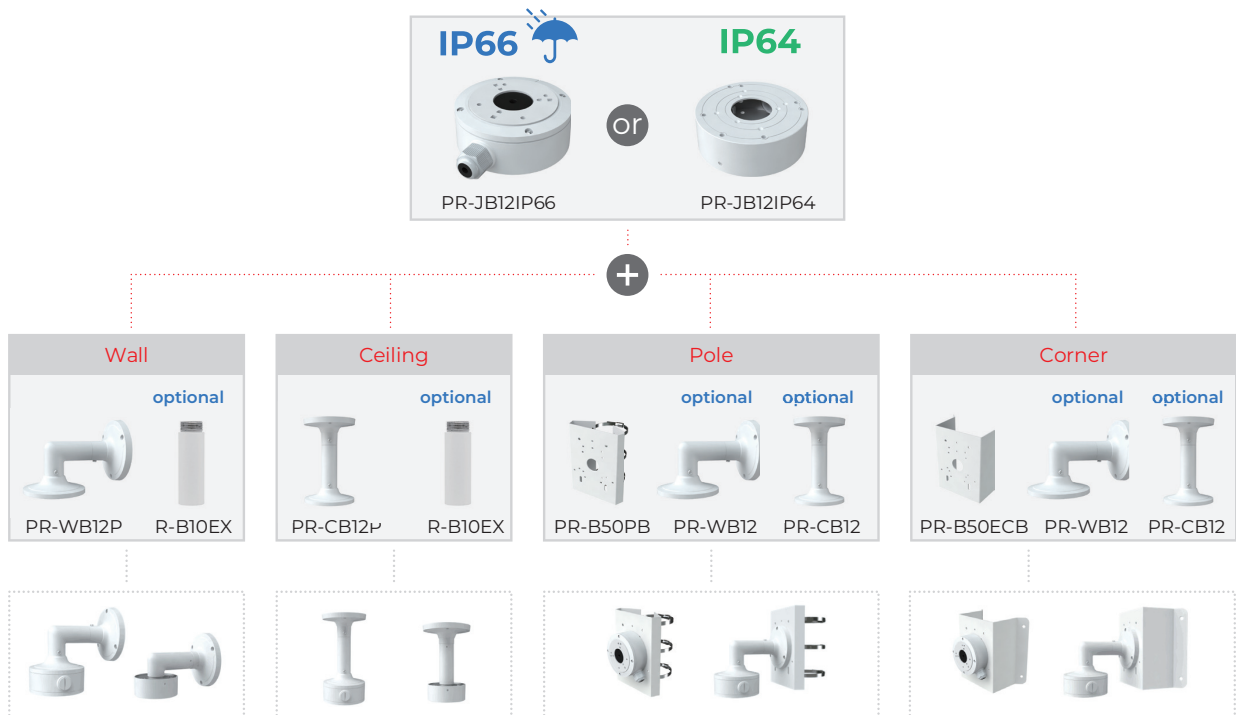 IP66
IP64
or
PR-JB12IP66
PR-JB12IP64
+
Wall
Ceiling
Pole
Corner
optional
optional
optional
optional
optional
optional
PR-WB12P
R-B10EX
PR-CB12P
R-B10EX
PR-B50PB
PR-WB12
PR-CB12
PR-B50ECB
PR-WB12
PR-CB12